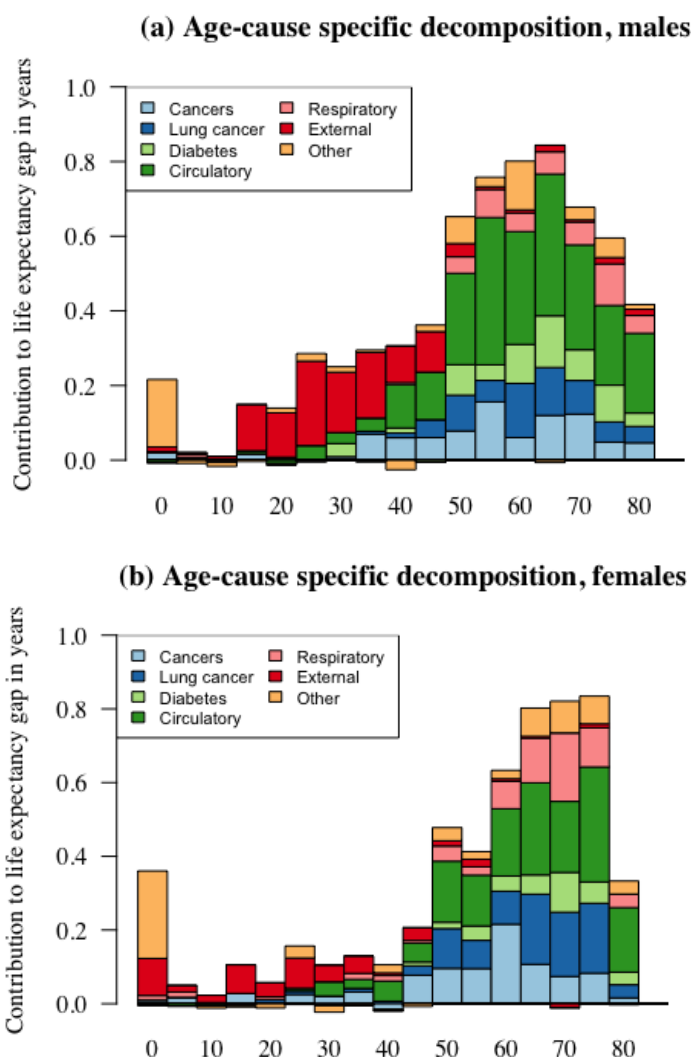 (a) Age-cause specific decomposition, males
Contribution to life expectancy gap in years
1.0
0.8
0.6
0.4
0.2
0.0
Cancers
Lung cancer
Diabetes
Circulatory
Respiratory
External
Other
0 10 20 30 40 50 60 70 80
(b) Age-cause specific decomposition, females
Contribution to life expectancy gap in years
1.0
0.8
0.6
0.4
0.2
0.0
Cancers
Lung cancer
Diabetes
Circulatory
Respiratory
External
Other
0 10 20 30 40 50 60 70 80